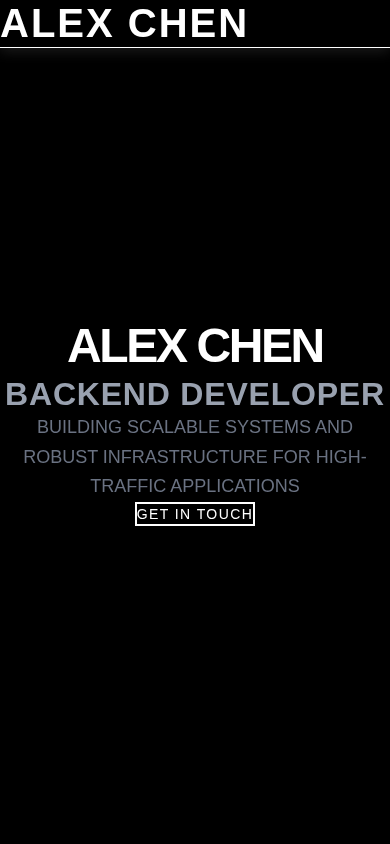 ALEX CHEN
ALEX CHEN
BACKEND DEVELOPER
BUILDING SCALABLE SYSTEMS AND
ROBUST INFRASTRUCTURE FOR HIGH-
TRAFFIC APPLICATIONS
GET IN TOUCH